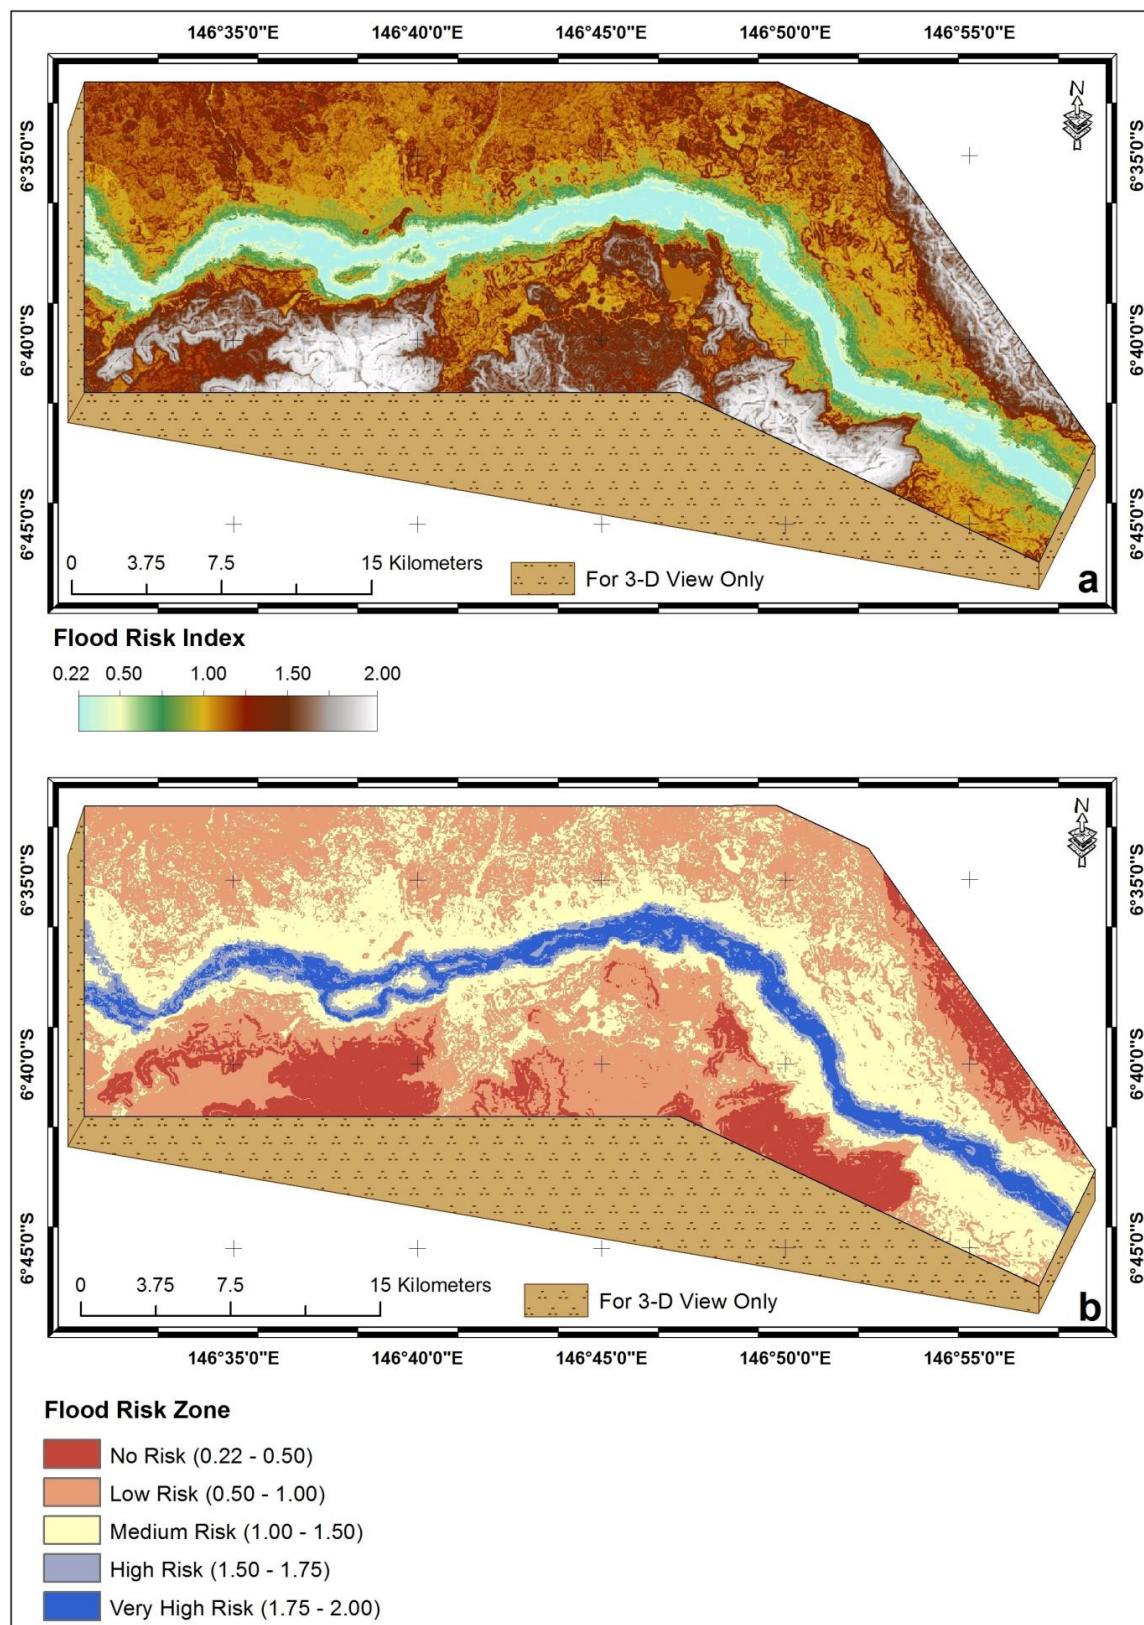 146°35'0"E 146°40'0"E 146°45'0"E 146°50'0"E 146°55'0"E
N
6°35'0"S 6°35'0"S
6°40'0"S 6°40'0"S
6°45'0"S 6°45'0"S
0 3.75 7.5 15 Kilometers
For 3-D View Only
a
Flood Risk Index
0.22 0.50 1.00 1.50 2.00
N
6°35'0"S 6°35'0"S
6°40'0"S 6°40'0"S
6°45'0"S 6°45'0"S
0 3.75 7.5 15 Kilometers
For 3-D View Only
b
146°35'0"E 146°40'0"E 146°45'0"E 146°50'0"E 146°55'0"E
Flood Risk Zone
No Risk (0.22 - 0.50)
Low Risk (0.50 - 1.00)
Medium Risk (1.00 - 1.50)
High Risk (1.50 - 1.75)
Very High Risk (1.75 - 2.00)